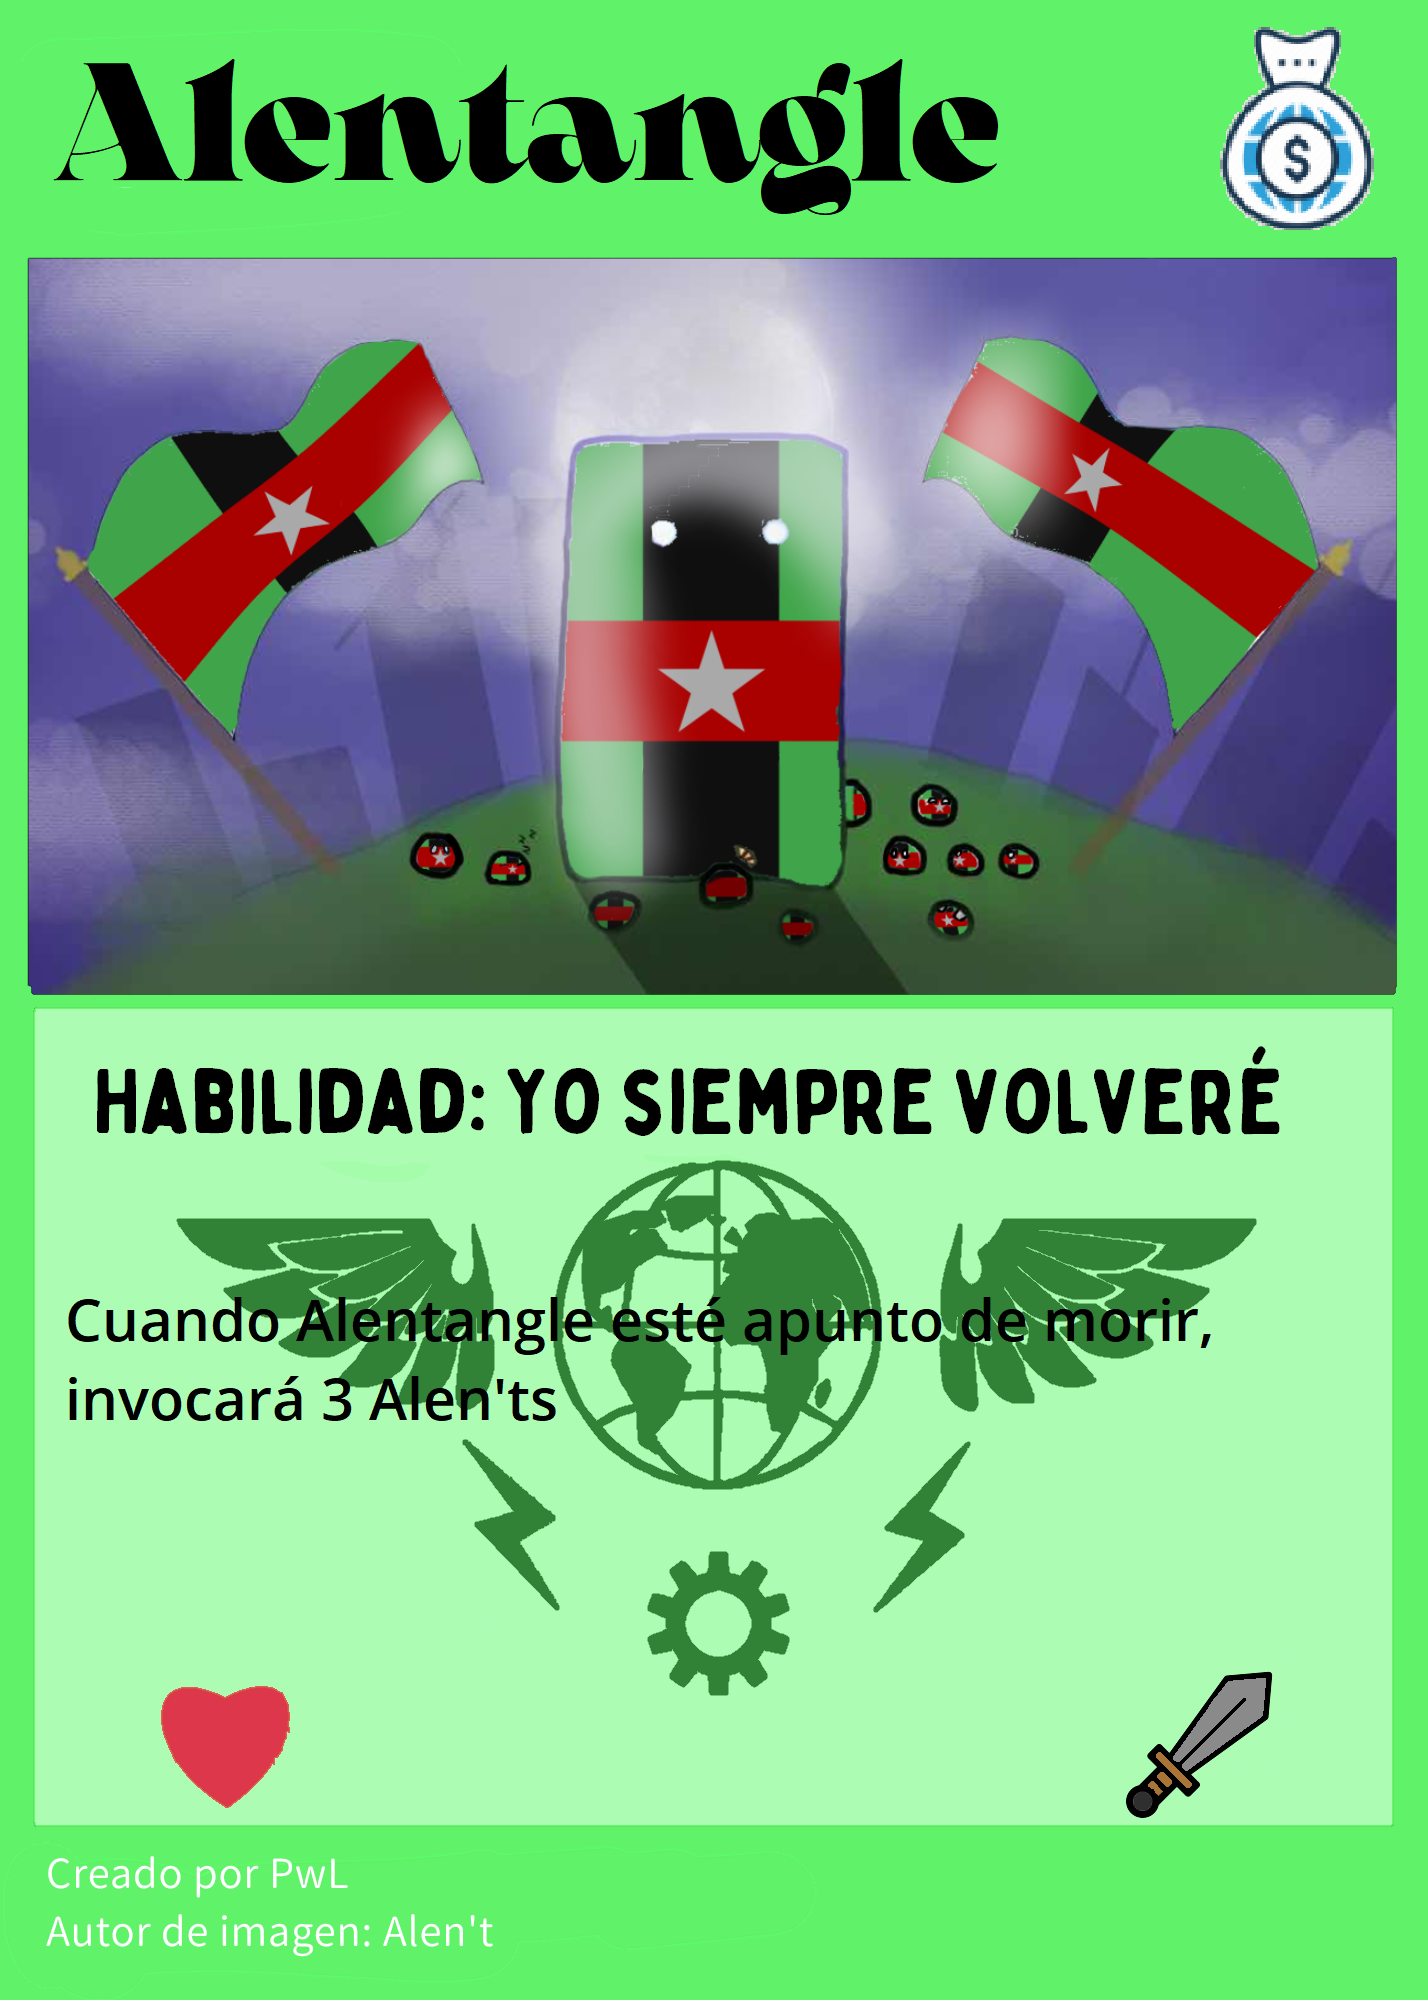 Alentangle
$
HABILIDAD: YO SIEMPRE VOLVERÉ
Cuando Alentangle esté apunto de morir,
invocará 3 Alen'ts
Creado por PwL
Autor de imagen: Alen't